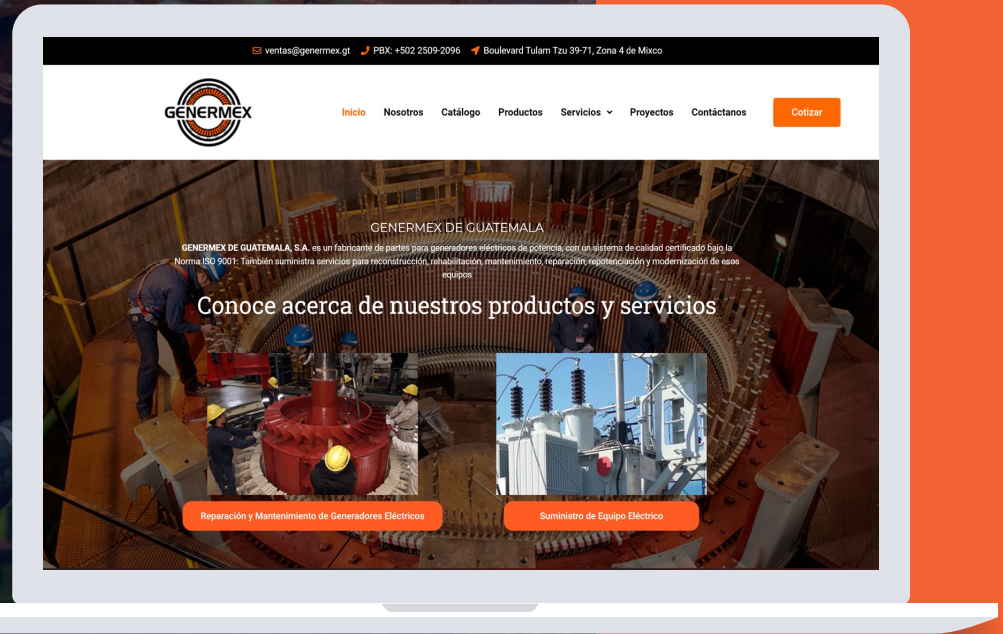 ventas@genermex.gt PBX: +502 2509-2096 Boulevard Tulam Tzu 39-71, Zona 4 de Mixco
GENERMEX
Inicio Nosotros Catálogo Productos Servicios Proyectos Contáctanos Cotizar
GENERMEX DE GUATEMALA
GENERMEX DE GUATEMALA, S.A. es un fabricante de partes para generadores eléctricos de potencia, con un sistema de calidad certificado bajo la
Norma ISO 9001: También suministra servicios para reconstrucción, rehabilitación, mantenimiento, reparación, repotenciación y modernización de esos
equipos
Conoce acerca de nuestros productos y servicios
Reparación y Mantenimiento de Generadores Eléctricos
Suministro de Equipo Eléctrico